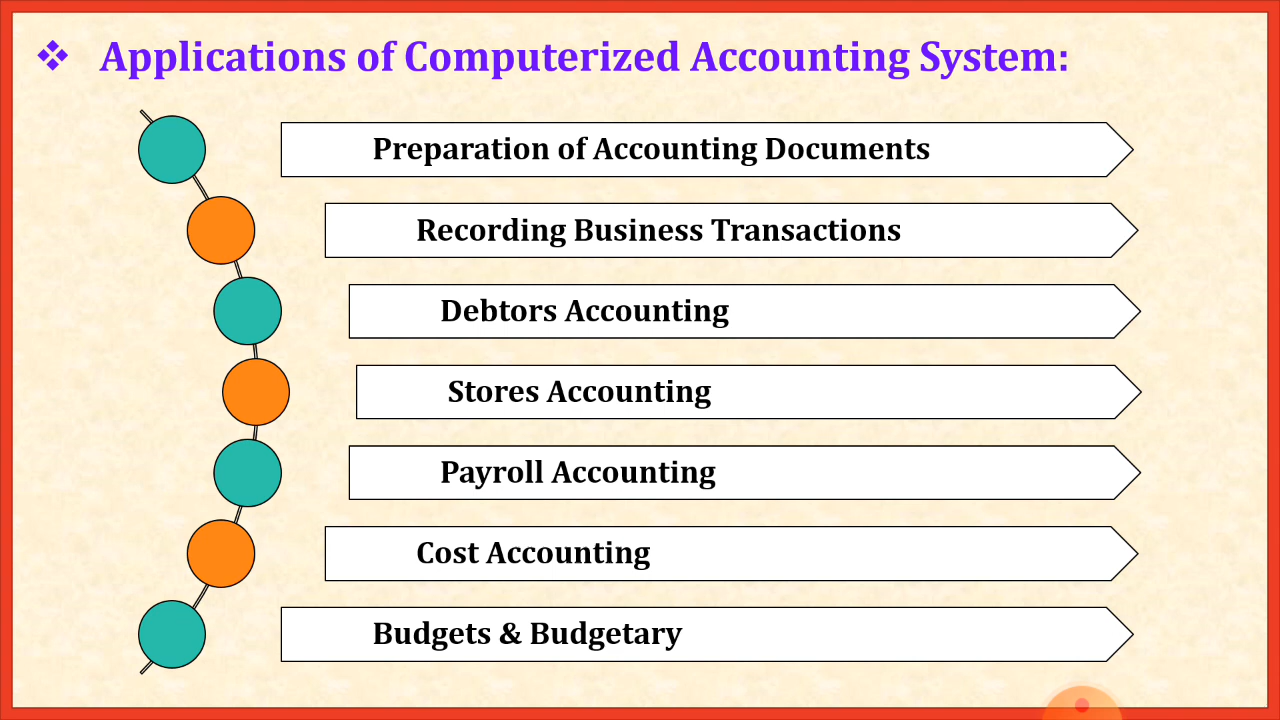 ❖ Applications of Computerized Accounting System:
Preparation of Accounting Documents
Recording Business Transactions
Debtors Accounting
Stores Accounting
Payroll Accounting
Cost Accounting
Budgets & Budgetary